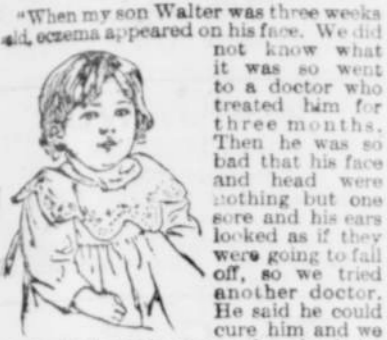 "When my son Walter was three weeks
old, eczema appeared on his face. We did
not know what
it was so went
to a doctor who
treated him for
three months.
Then he was so
bad that his face
and head were
nothing but one
sore and his ears
looked as if they
were going to fall
off, so we tried
another doctor.
He said he could
cure him and we